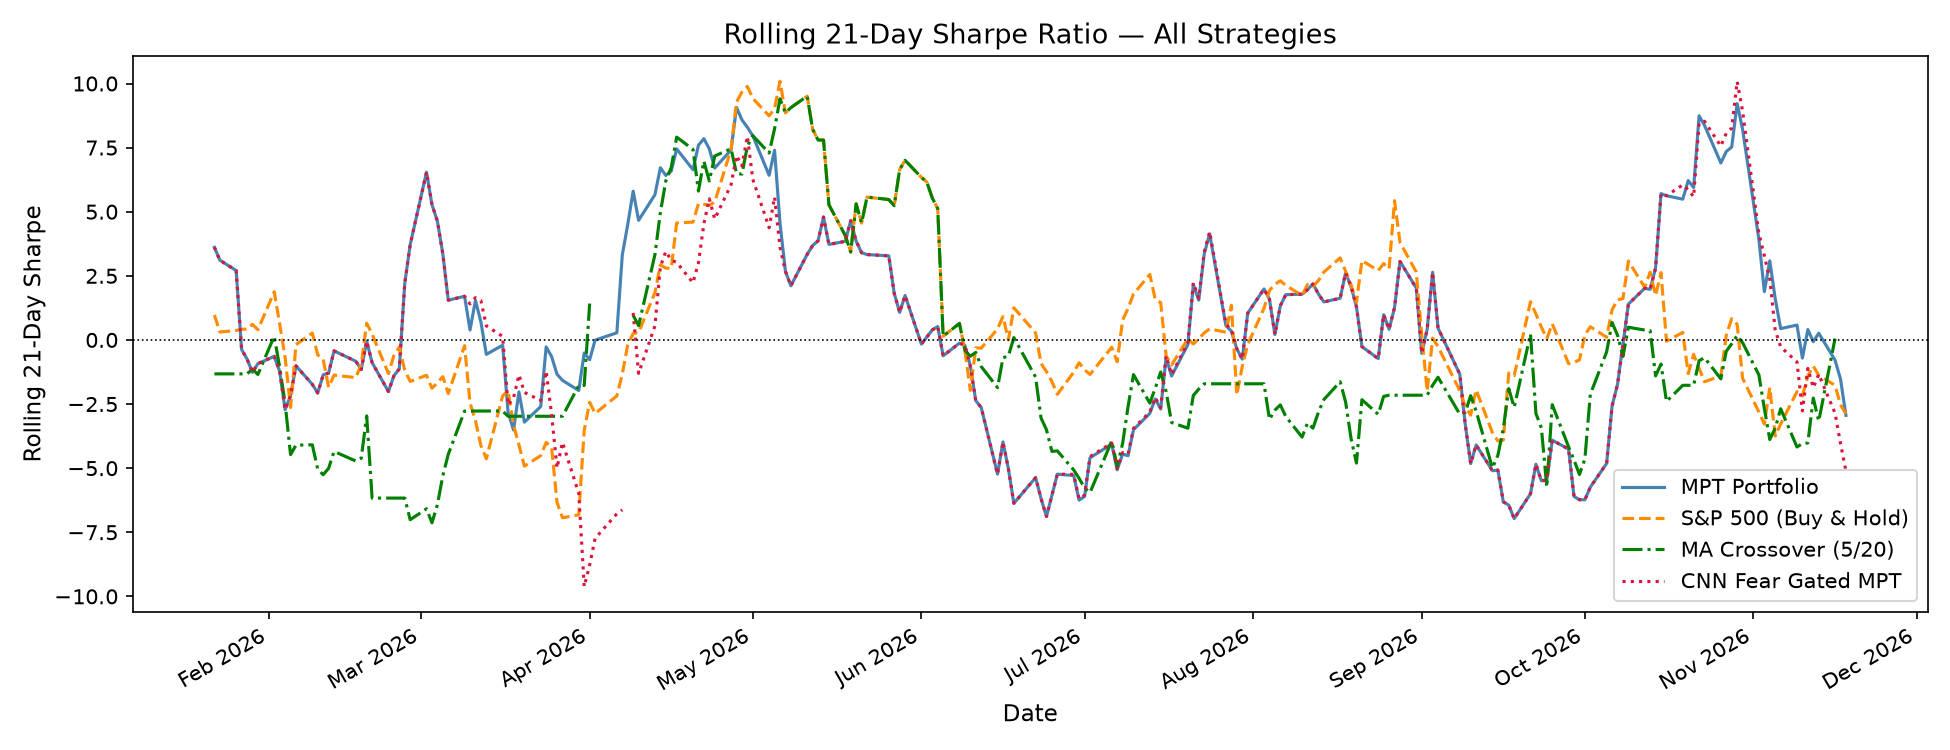 Rolling 21-Day Sharpe Ratio — All Strategies
Rolling 21-Day Sharpe
10.0
7.5
5.0
2.5
0.0
−2.5
−5.0
−7.5
−10.0
MPT Portfolio
S&P 500 (Buy & Hold)
MA Crossover (5/20)
CNN Fear Gated MPT
Feb 2026
Mar 2026
Apr 2026
May 2026
Jun 2026
Jul 2026
Aug 2026
Sep 2026
Oct 2026
Nov 2026
Dec 2026
Date